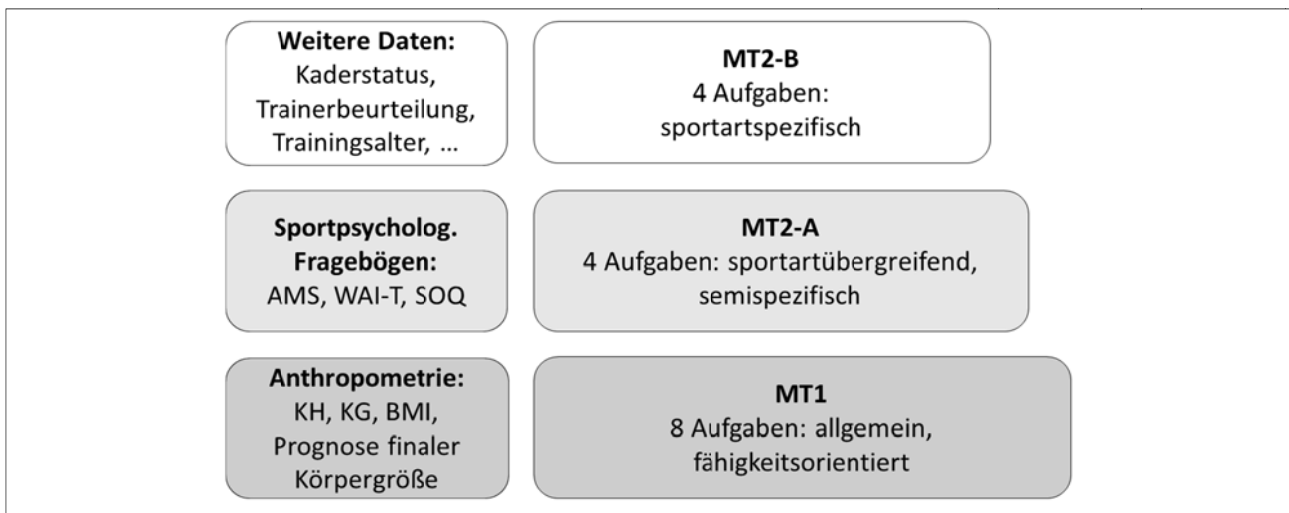 Weitere Daten:
Kaderstatus,
Trainerbeurteilung,
Trainingsalter, ...
MT2-B
4 Aufgaben:
sportartspezifisch
Sportpsycholog.
Fragebögen:
AMS, WAI-T, SOQ
MT2-A
4 Aufgaben: sportartübergreifend,
semispezifisch
Anthropometrie:
KH, KG, BMI,
Prognose finaler
Körpergröße
MT1
8 Aufgaben: allgemein,
fähigkeitsorientiert